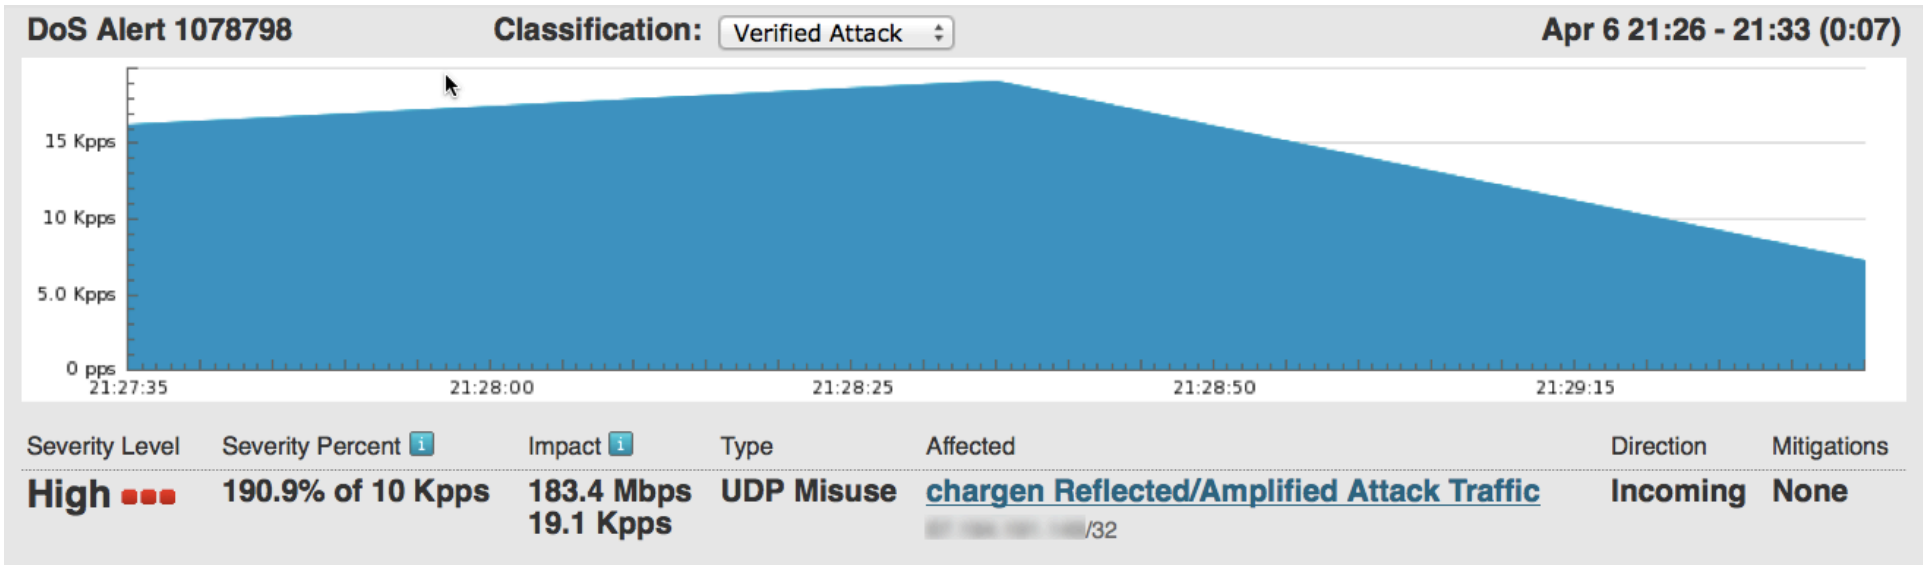 DoS Alert 1078798 Classification: Verified Attack Apr 6 21:26 - 21:33 (0:07)
15 Kpps
10 Kpps
5.0 Kpps
0 pps
21:27:35 21:28:00 21:28:25 21:28:50 21:29:15
Severity Level Severity Percent i Impact i Type Affected Direction Mitigations
High 190.9% of 10 Kpps 183.4 Mbps UDP Misuse chargen Reflected/Amplified Attack Traffic Incoming None
19.1 Kpps /32